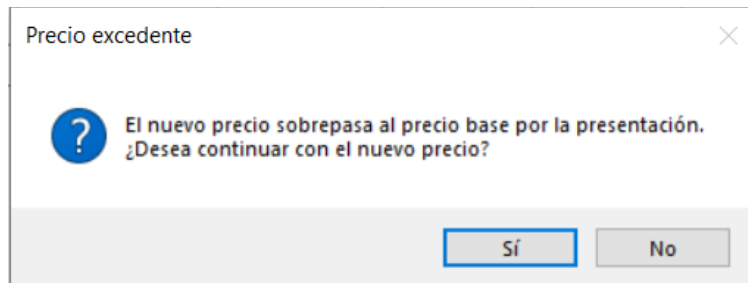 Precio excedente
El nuevo precio sobrepasa al precio base por la presentación.
¿Desea continuar con el nuevo precio?
Sí
No